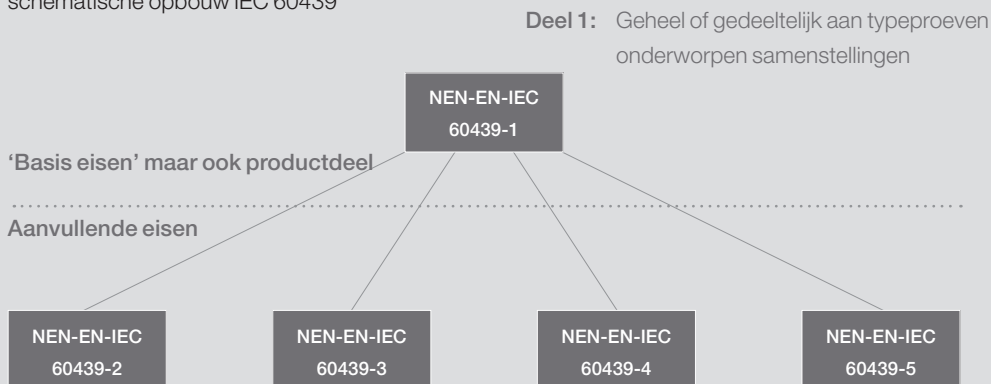 schematische opbouw IEC 60439
Deel 1: Geheel of gedeeltelijk aan typeproeven
onderworpen samenstellingen
NEN-EN-IEC
60439-1
‘Basis eisen’ maar ook productdeel
Aanvullende eisen
NEN-EN-IEC
60439-2
NEN-EN-IEC
60439-3
NEN-EN-IEC
60439-4
NEN-EN-IEC
60439-5